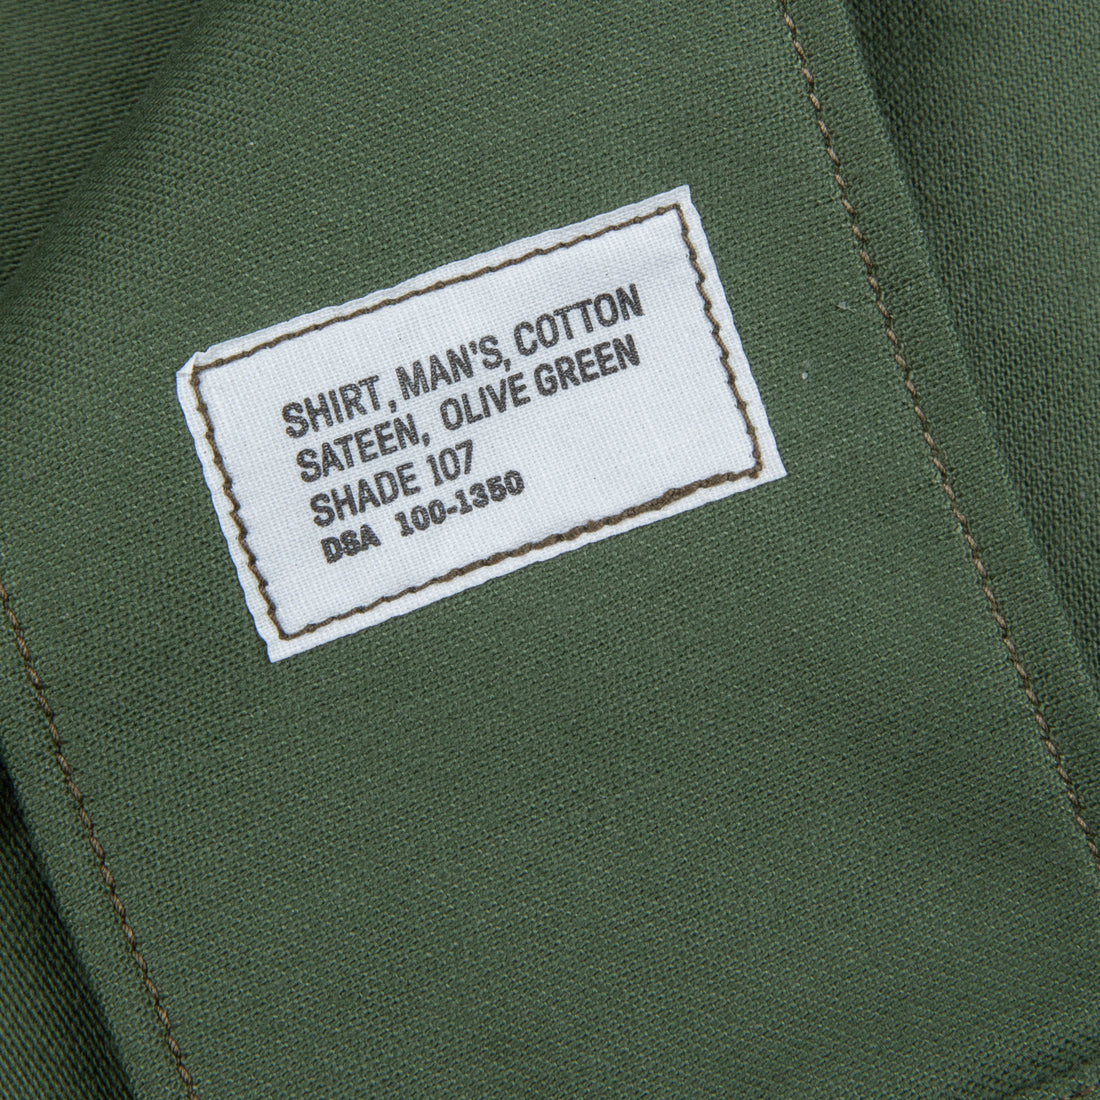 SHIRT, MAN'S, COTTON
SATEEN, OLIVE GREEN
SHADE 107
DSA 100-1350